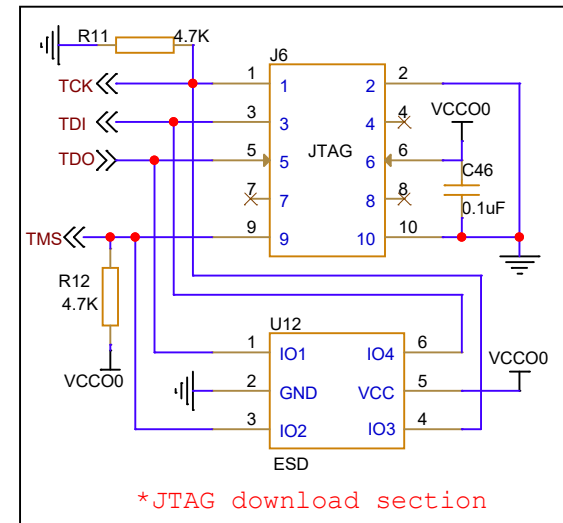 R11 4.7K
J6
TCK 1 1 2 2
TDI 3 3 4 4 VCCO0
TDO 5 5 JTAG 6 6
C46
7 7 8 8
0.1uF
TMS 9 9 10 10
R12
4.7K
U12
1 IO1 IO4 6
VCCO0
2 GND VCC 5
VCCO0
3 IO2 IO3 4
ESD
*JTAG download section